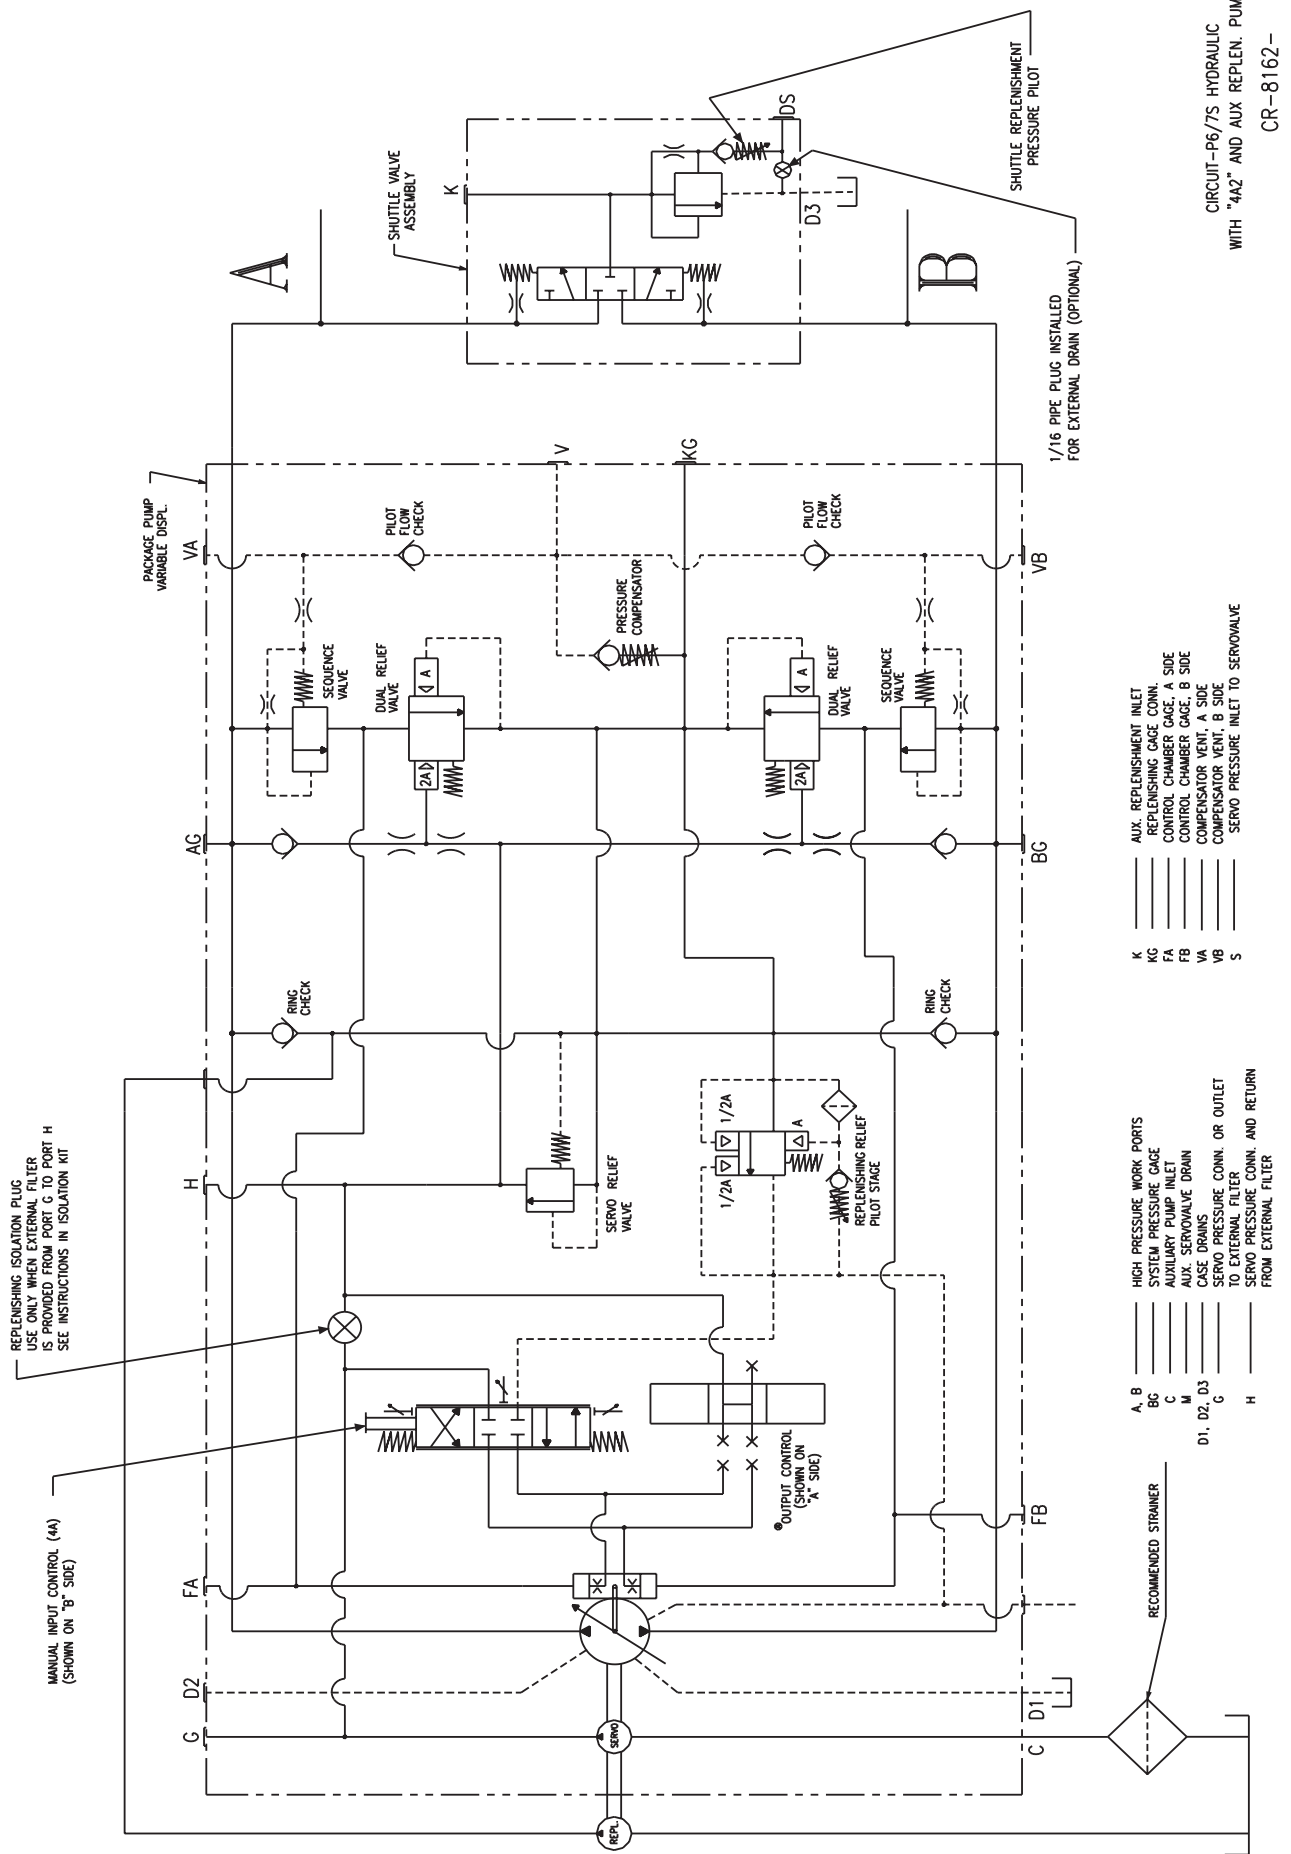 CIRCUIT-P6/7S HYDRAULIC
WITH "4A2" AND AUX REPLEN. PUM
CR-8162-
REPLENISHING ISOLATION PLUG
USE ONLY WHEN EXTERNAL FILTER
IS PROVIDED FROM PORT G TO PORT H
SEE INSTRUCTIONS IN ISOLATION KIT
MANUAL INPUT CONTROL (4A)
(SHOWN ON "B" SIDE)
PACKAGE PUMP
VARIABLE DISPL.
SHUTTLE VALVE
ASSEMBLY
A
K
DS
D3
B
SHUTTLE REPLENISHMENT
PRESSURE PILOT
1/16 PIPE PLUG INSTALLED
FOR EXTERNAL DRAIN (OPTIONAL)
G
D2
FA
H
AG
VA
RING
CHECK
SEQUENCE
VALVE
DUAL RELIEF
VALVE
A
2A
PILOT
FLOW
CHECK
V
PRESSURE
COMPENSATOR
KG
PILOT
FLOW
CHECK
A
2A
DUAL RELIEF
VALVE
SEQUENCE
VALVE
RING
CHECK
SERVO RELIEF
VALVE
1/2A
1/2A
A
REPLENISHING RELIEF
PILOT STAGE
OUTPUT CONTROL
(SHOWN ON
"A" SIDE)
REPL.
SERVO
C
D1
FB
BG
VB
RECOMMENDED STRAINER
A, B HIGH PRESSURE WORK PORTS
BG SYSTEM PRESSURE GAGE
C AUXILIARY PUMP INLET
M AUX. SERVOVALVE DRAIN
D1, D2, D3 CASE DRAINS
G SERVO PRESSURE CONN. OR OUTLET
TO EXTERNAL FILTER
H SERVO PRESSURE CONN. AND RETURN
FROM EXTERNAL FILTER
K AUX. REPLENISHMENT INLET
KG REPLENISHING GAGE CONN.
FA CONTROL CHAMBER GAGE, A SIDE
FB CONTROL CHAMBER GAGE, B SIDE
VA COMPENSATOR VENT, A SIDE
VB COMPENSATOR VENT, B SIDE
S SERVO PRESSURE INLET TO SERVOVALVE